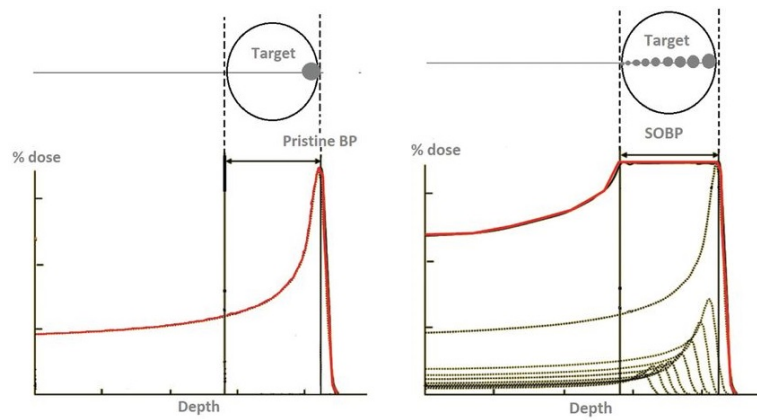 Target
Pristine BP
% dose
Depth
Target
SOBP
% dose
Depth